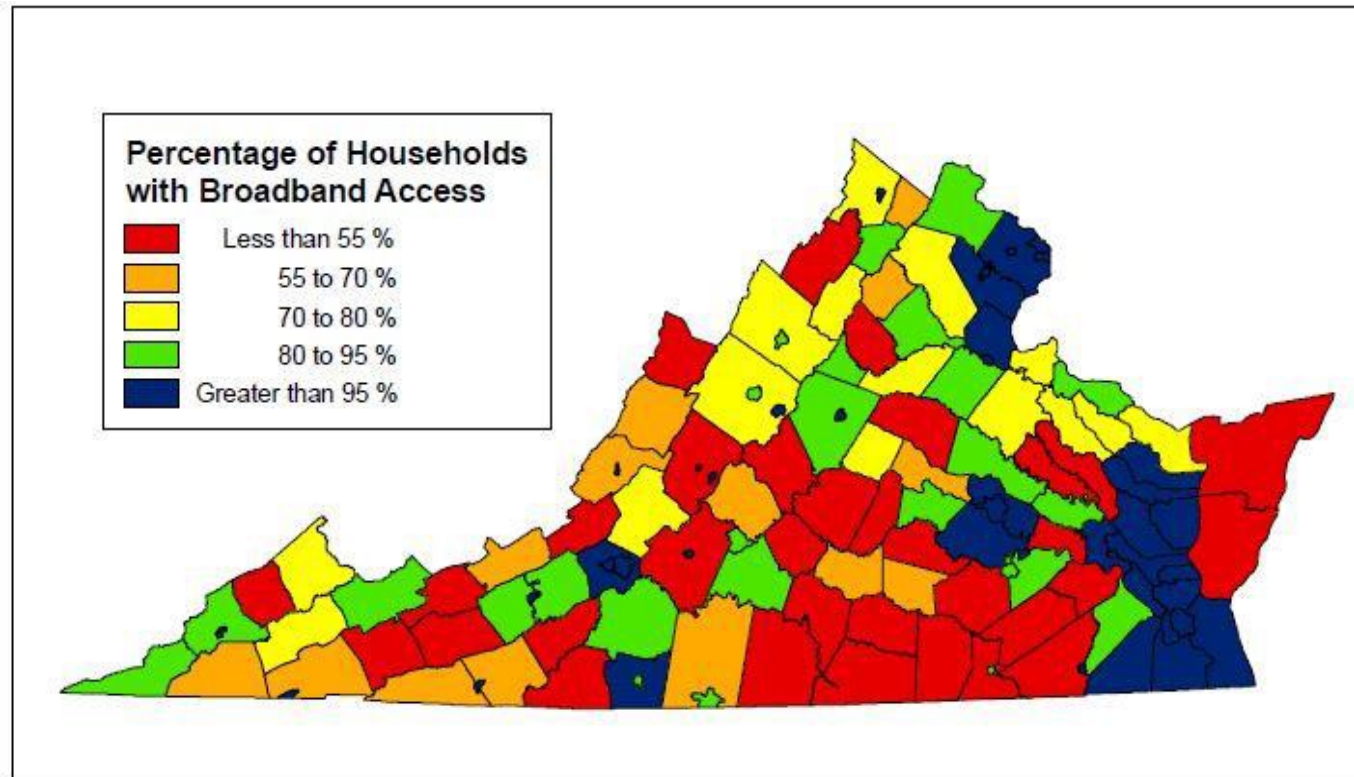 Percentage of Households
with Broadband Access
Less than 55 %
55 to 70 %
70 to 80 %
80 to 95 %
Greater than 95 %